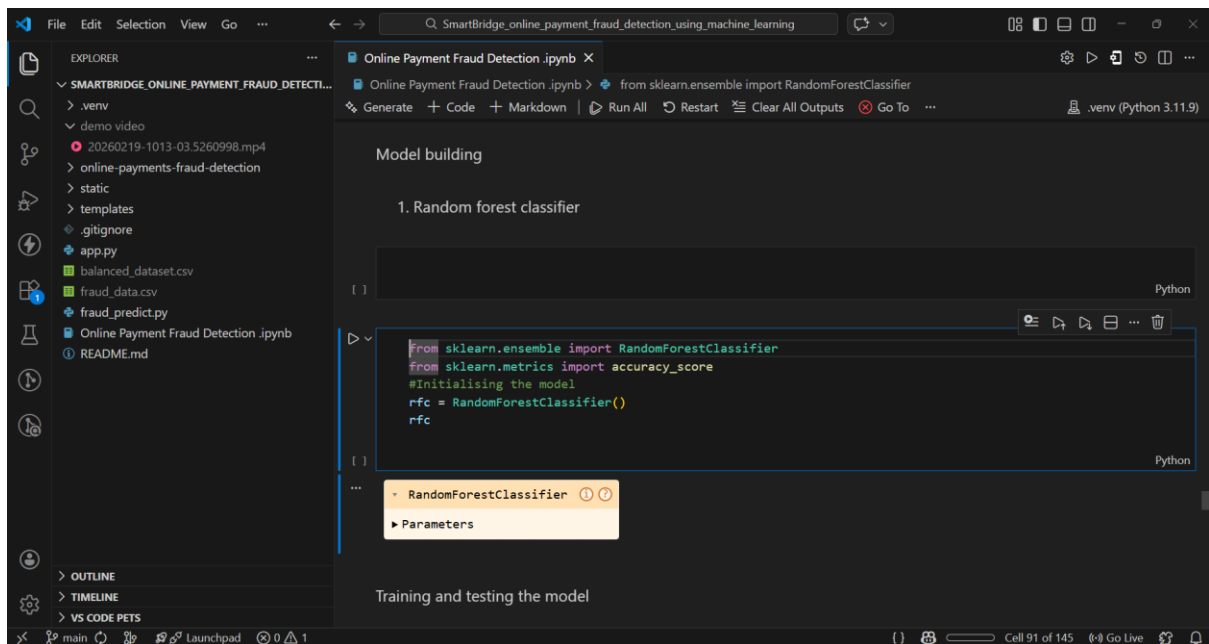 File Edit Selection View Go ···
SmartBridge_online_payment_fraud_detection_using_machine_learning
EXPLORER ···
SMARTBRIDGE_ONLINE_PAYMENT_FRAUD_DETECTI...
.venv
demo video
20260219-1013-03.5260998.mp4
online-payments-fraud-detection
static
templates
.gitignore
app.py
balanced_dataset.csv
fraud_data.csv
fraud_predict.py
Online Payment Fraud Detection .ipynb
README.md
OUTLINE
TIMELINE
VS CODE PETS
Online Payment Fraud Detection .ipynb
Online Payment Fraud Detection .ipynb > from sklearn.ensemble import RandomForestClassifier
Generate + Code + Markdown | Run All Restart Clear All Outputs Go To ··· .venv (Python 3.11.9)
Model building
1. Random forest classifier
[ ] Python
from sklearn.ensemble import RandomForestClassifier
from sklearn.metrics import accuracy_score
#Initialising the model
rfc = RandomForestClassifier()
rfc
[ ] Python
RandomForestClassifier
Parameters
Training and testing the model
main Launchpad 0 1 { } Cell 91 of 145 Go Live